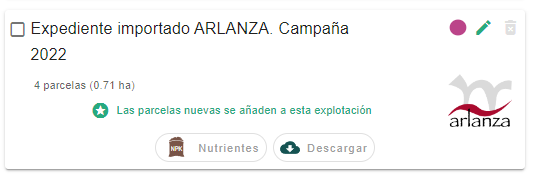 Expediente importado ARLANZA. Campaña
2022
4 parcelas (0.71 ha)
Las parcelas nuevas se añaden a esta explotación
arlanza
NPK
Nutrientes
Descargar